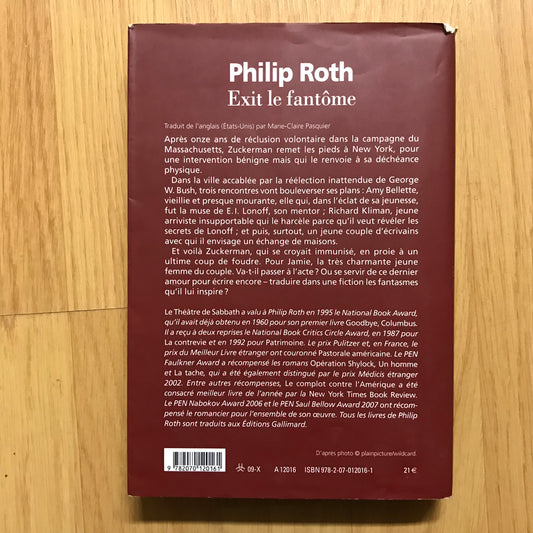 Philip Roth
Exit le fantôme
Traduit de l'anglais (États-Unis) par Marie-Claire Pasquier
Après onze ans de réclusion volontaire dans la campagne du
Massachusetts, Zuckerman remet les pieds à New York, pour
une intervention bénigne mais qui le renvoie à sa déchéance
physique.
Dans la ville accablée par la réélection inattendue de George
W. Bush, trois rencontres vont bouleverser ses plans : Amy Bellette,
vieillie et presque mourante, elle qui, dans l'éclat de sa jeunesse,
fut la muse de E.I. Lonoff, son mentor ; Richard Kliman, jeune
arriviste insupportable qui le harcèle parce qu'il veut révéler les
secrets de Lonoff ; et puis, surtout, un jeune couple d'écrivains
avec qui il envisage un échange de maisons.
Et voilà Zuckerman, qui se croyait immunisé, en proie à un
ultime coup de foudre. Pour Jamie, la très charmante jeune
femme du couple. Va-t-il passer à l'acte ? Ou se servir de ce dernier
amour pour écrire encore – traduire dans une fiction les fantasmes
qu'il lui inspire ?
Le Théâtre de Sabbath a valu à Philip Roth en 1995 le National Book Award,
qu'il avait déjà obtenu en 1960 pour son premier livre Goodbye, Columbus.
Il a reçu à deux reprises le National Book Critics Circle Award, en 1987 pour
La contrevie et en 1992 pour Patrimoine. Le prix Pulitzer et, en France, le
prix du Meilleur Livre étranger ont couronné Pastorale américaine. Le PEN
Faulkner Award a récompensé les romans Opération Shylock, Un homme
et La tache, qui a été également distingué par le prix Médicis étranger
2002. Entre autres récompenses, Le complot contre l'Amérique a été
consacré meilleur livre de l'année par la New York Times Book Review.
Le PEN Nabokov Award 2006 et le PEN Saul Bellow Award 2007 ont récom-
pensé le romancier pour l'ensemble de son œuvre. Tous les livres de Philip
Roth sont traduits aux Éditions Gallimard.
D'après photo © plainpicture/wildcard.
9 782070 120161
09-X A 12016 ISBN 978-2-07-012016-1 21 €